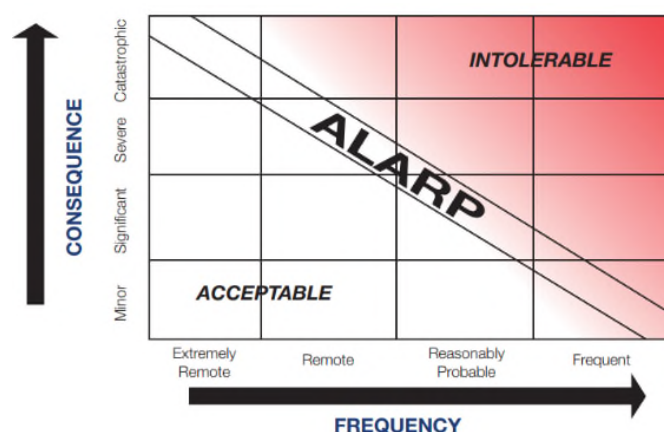 CONSEQUENCE
Catastrophic
Severe
Significant
Minor
INTOLERABLE
ALARP
ACCEPTABLE
Extremely
Remote
Remote
Reasonably
Probable
Frequent
FREQUENCY